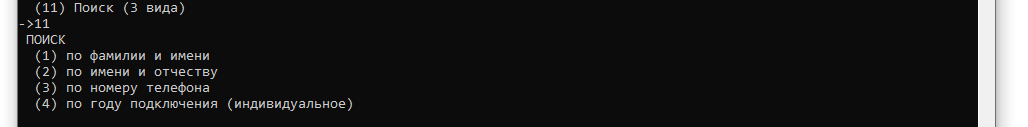 (11) Поиск (3 вида)
->11
ПОИСК
(1) по фамилии и имени
(2) по имени и отчеству
(3) по номеру телефона
(4) по году подключения (индивидуальное)